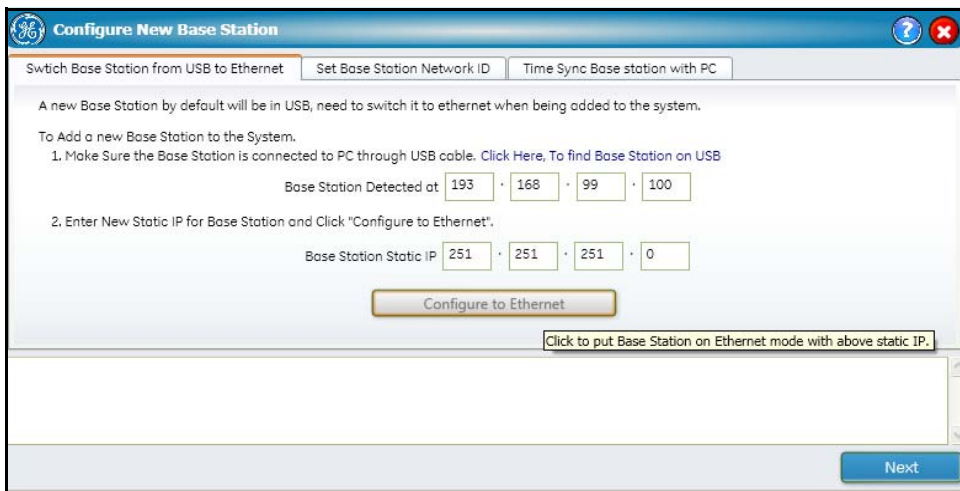 Configure New Base Station
?
Swtich Base Station from USB to Ethernet Set Base Station Network ID Time Sync Base station with PC
A new Base Station by default will be in USB, need to switch it to ethernet when being added to the system.
To Add a new Base Station to the System.
1. Make Sure the Base Station is connected to PC through USB cable. Click Here, To find Base Station on USB
Base Station Detected at 193 · 168 · 99 · 100
2. Enter New Static IP for Base Station and Click "Configure to Ethernet".
Base Station Static IP 251 · 251 · 251 · 0
Configure to Ethernet
Click to put Base Station on Ethernet mode with above static IP.
Next